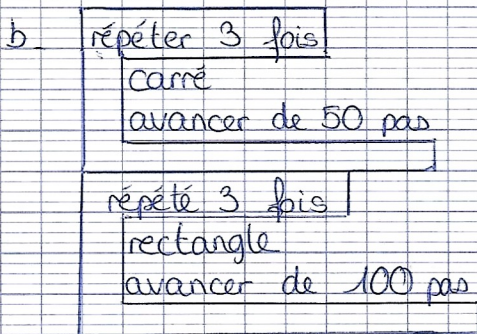 b. répéter 3 fois
carré
avancer de 50 pas
répété 3 fois
rectangle
avancer de 100 pas